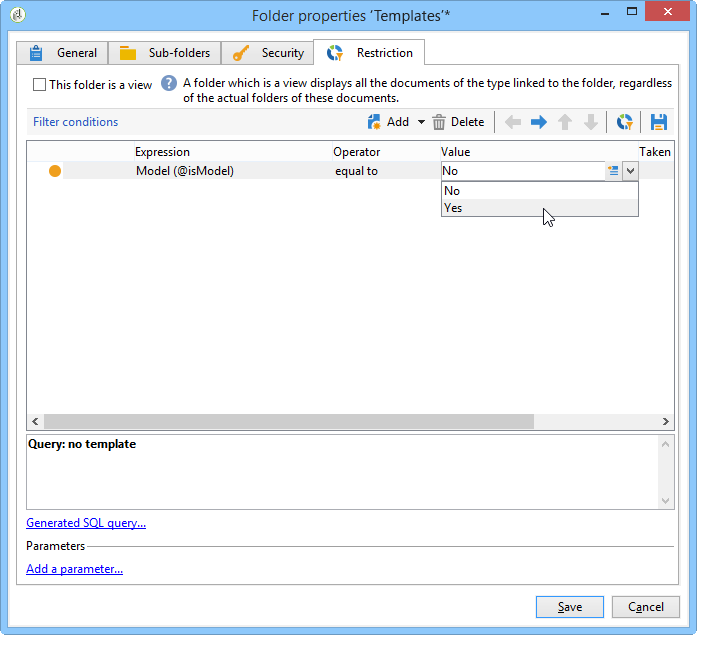 Folder properties ‘Templates’*
General Sub-folders Security Restriction
This folder is a view ? A folder which is a view displays all the documents of the type linked to the folder, regardless
of the actual folders of these documents.
Filter conditions Add Delete
Expression Operator Value Taken
Model (@isModel) equal to No
No
Yes
Query: no template
Generated SQL query...
Parameters
Add a parameter...
Save Cancel